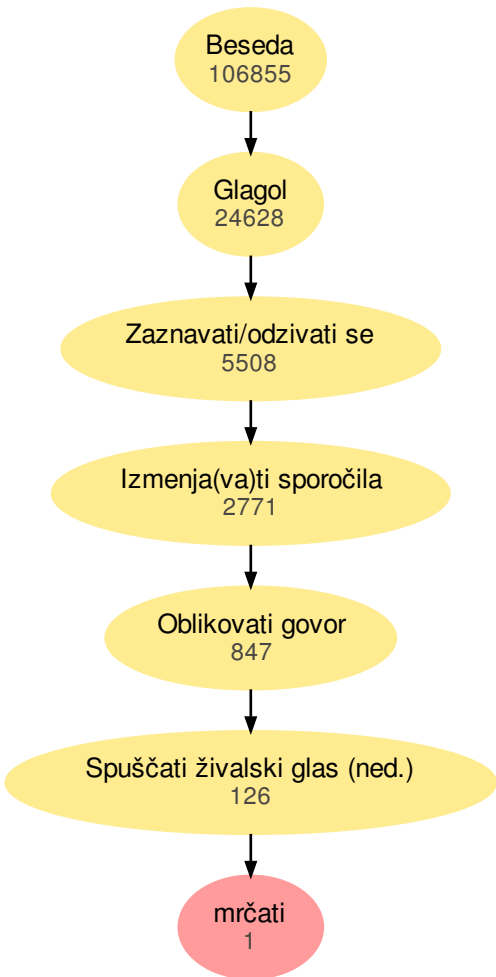 Beseda
106855
Glagol
24628
Zaznavati/odzivati se
5508
Izmenja(va)ti sporočila
2771
Oblikovati govor
847
Spuščati živalski glas (ned.)
126
mrčati
1